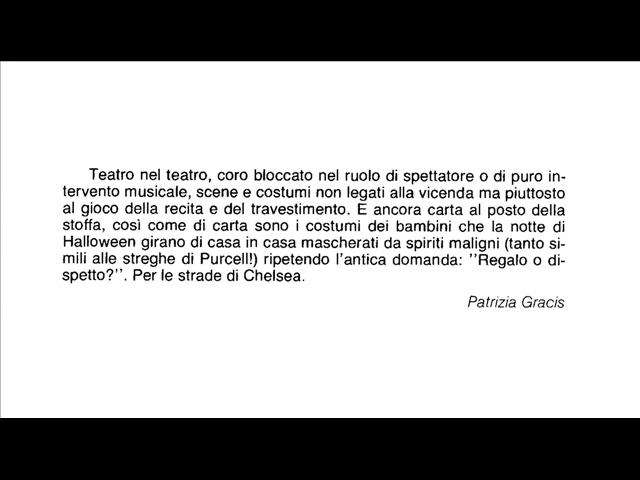 Teatro nel teatro, coro bloccato nel ruolo di spettatore o di puro in-
tervento musicale, scene e costumi non legati alla vicenda ma piuttosto
al gioco della recita e del travestimento. E ancora carta al posto della
stoffa, così come di carta sono i costumi dei bambini che la notte di
Halloween girano di casa in casa mascherati da spiriti maligni (tanto si-
mili alle streghe di Purcell!) ripetendo l'antica domanda: ''Regalo o di-
spetto?''. Per le strade di Chelsea.
Patrizia Gracis